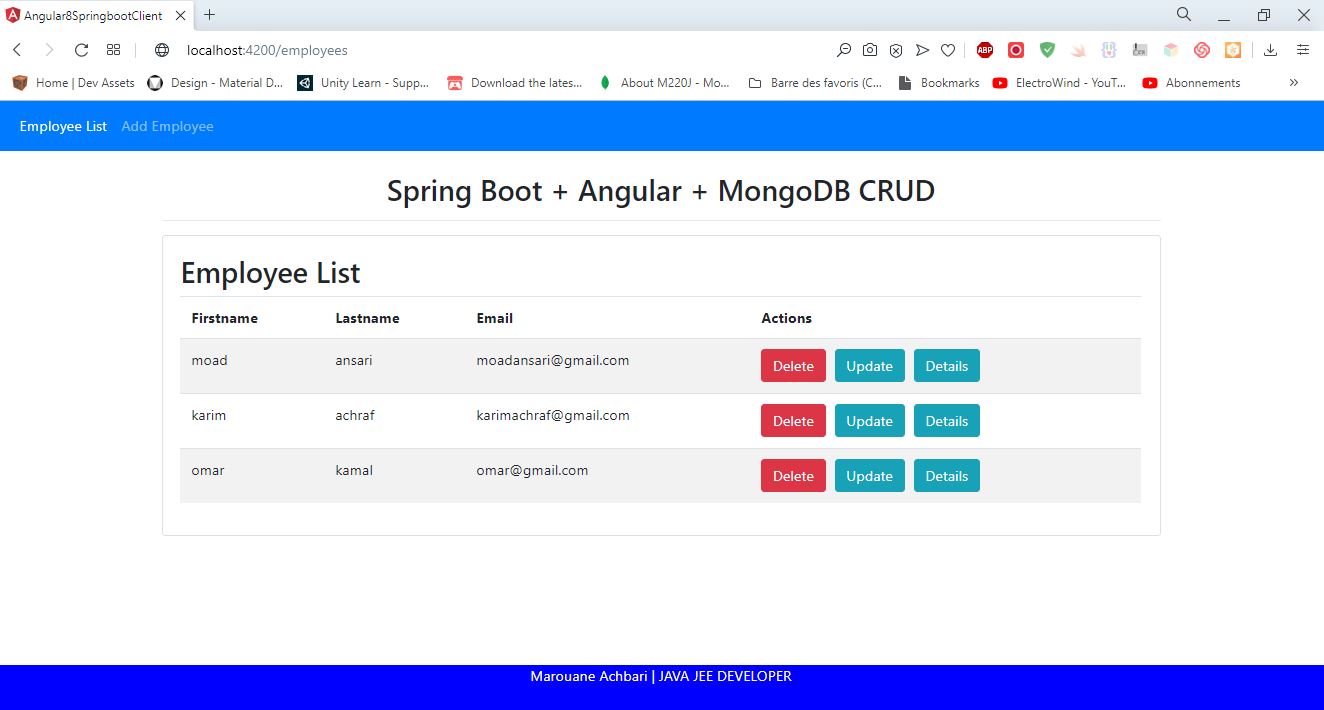 Angular8SpringbootClient
localhost:4200/employees
ABP
Home | Dev Assets Design - Material D... Unity Learn - Supp... Download the lates... About M220J - Mo... Barre des favoris (C... Bookmarks ElectroWind - YouT... Abonnements »
Employee List Add Employee
Spring Boot + Angular + MongoDB CRUD
Employee List
Firstname Lastname Email Actions
moad ansari moadansari@gmail.com Delete Update Details
karim achraf karimachraf@gmail.com Delete Update Details
omar kamal omar@gmail.com Delete Update Details
Marouane Achbari | JAVA JEE DEVELOPER